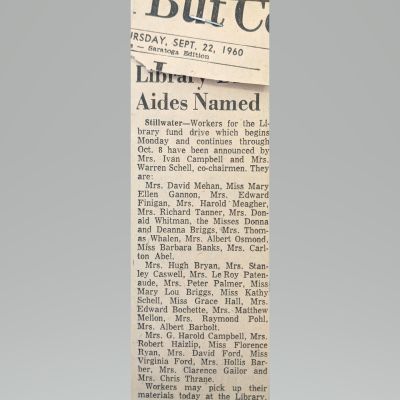 But
RSDAY, SEPT. 22, 1960
— Saratoga Edition
Library
Aides Named
Stillwater—Workers for the Li-
brary fund drive which begins
Monday and continues through
Oct. 8 have been announced by
Mrs. Ivan Campbell and Mrs.
Warren Schell, co-chairmen. They
are:
Mrs. David Mehan, Miss Mary
Ellen Gannon, Mrs. Edward
Finigan, Mrs. Harold Meagher,
Mrs. Richard Tanner, Mrs. Don-
ald Whitman, the Misses Donna
and Deanna Briggs, Mrs. Thom-
as Whalen, Mrs. Albert Osmond,
Miss Barbara Banks, Mrs. Carl-
ton Abel.
Mrs. Hugh Bryan, Mrs. Stan-
ley Caswell, Mrs. Le Roy Paten-
aude, Mrs. Peter Palmer, Miss
Mary Lou Briggs, Miss Kathy
Schell, Miss Grace Hall, Mrs.
Edward Bochette, Mrs. Matthew
Mellon, Mrs. Raymond Fohl,
Mrs. Albert Barbolt.
Mrs. G. Harold Campbell, Mrs.
Robert Haizlip, Miss Florence
Ryan, Mrs. David Ford, Miss
Virginia Ford, Mrs. Hollis Bar-
ber, Mrs. Clarence Gailor and
Mrs. Chris Thrane.
Workers may pick up their
materials today at the Library.